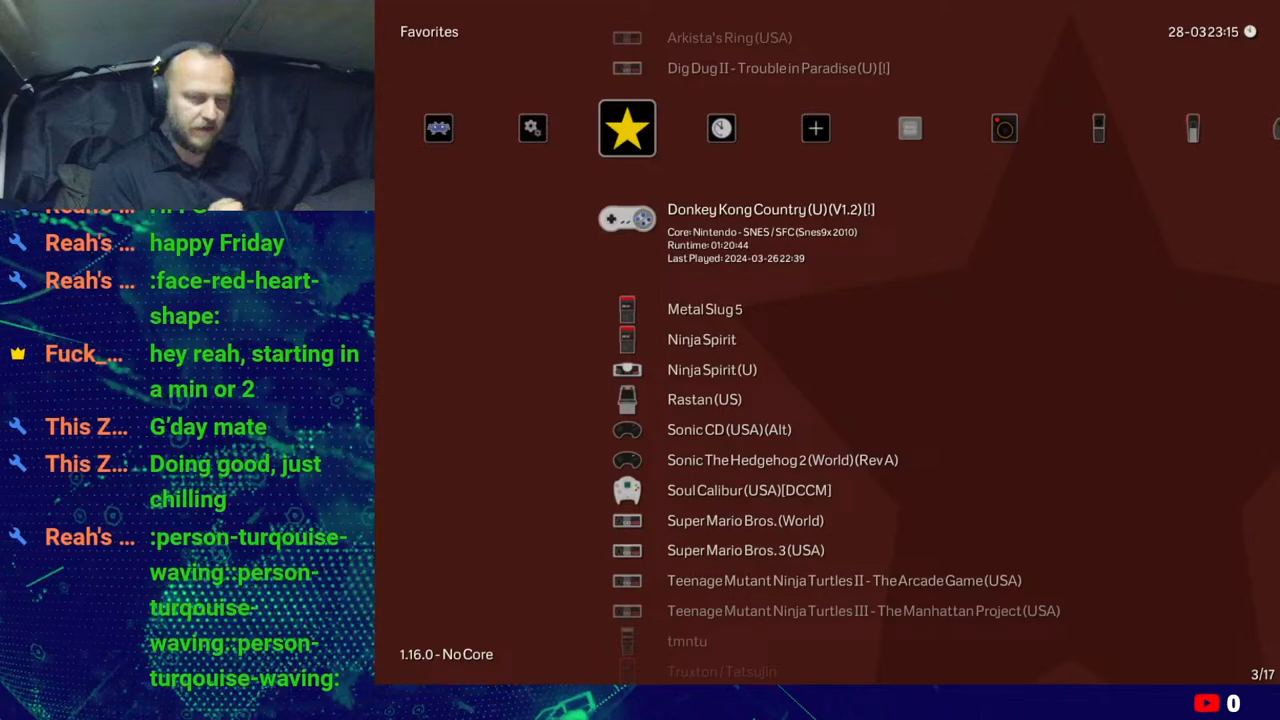 Favorites
28-03 23:15
Arkista's Ring (USA)
Dig Dug II - Trouble in Paradise (U) [!]
Donkey Kong Country (U) (V1.2) [!]
Core: Nintendo - SNES / SFC (Snes9x 2010)
Runtime: 01:20:44
Last Played: 2024-03-26 22:39
Metal Slug 5
Ninja Spirit
Ninja Spirit (U)
Rastan (US)
Sonic CD (USA) (Alt)
Sonic The Hedgehog 2 (World) (Rev A)
Soul Calibur (USA) [DCCM]
Super Mario Bros. (World)
Super Mario Bros. 3 (USA)
Teenage Mutant Ninja Turtles II - The Arcade Game (USA)
Teenage Mutant Ninja Turtles III - The Manhattan Project (USA)
tmntu
Truxton / Tatsujin
1.16.0 - No Core
3/17
Reah's ... happy Friday
Reah's ... :face-red-heart-
shape:
Fuck_... hey reah, starting in
a min or 2
This Z... G'day mate
This Z... Doing good, just
chilling
Reah's ... :person-turqouise-
waving::person-
turqouise-
waving::person-
turqouise-waving:
0